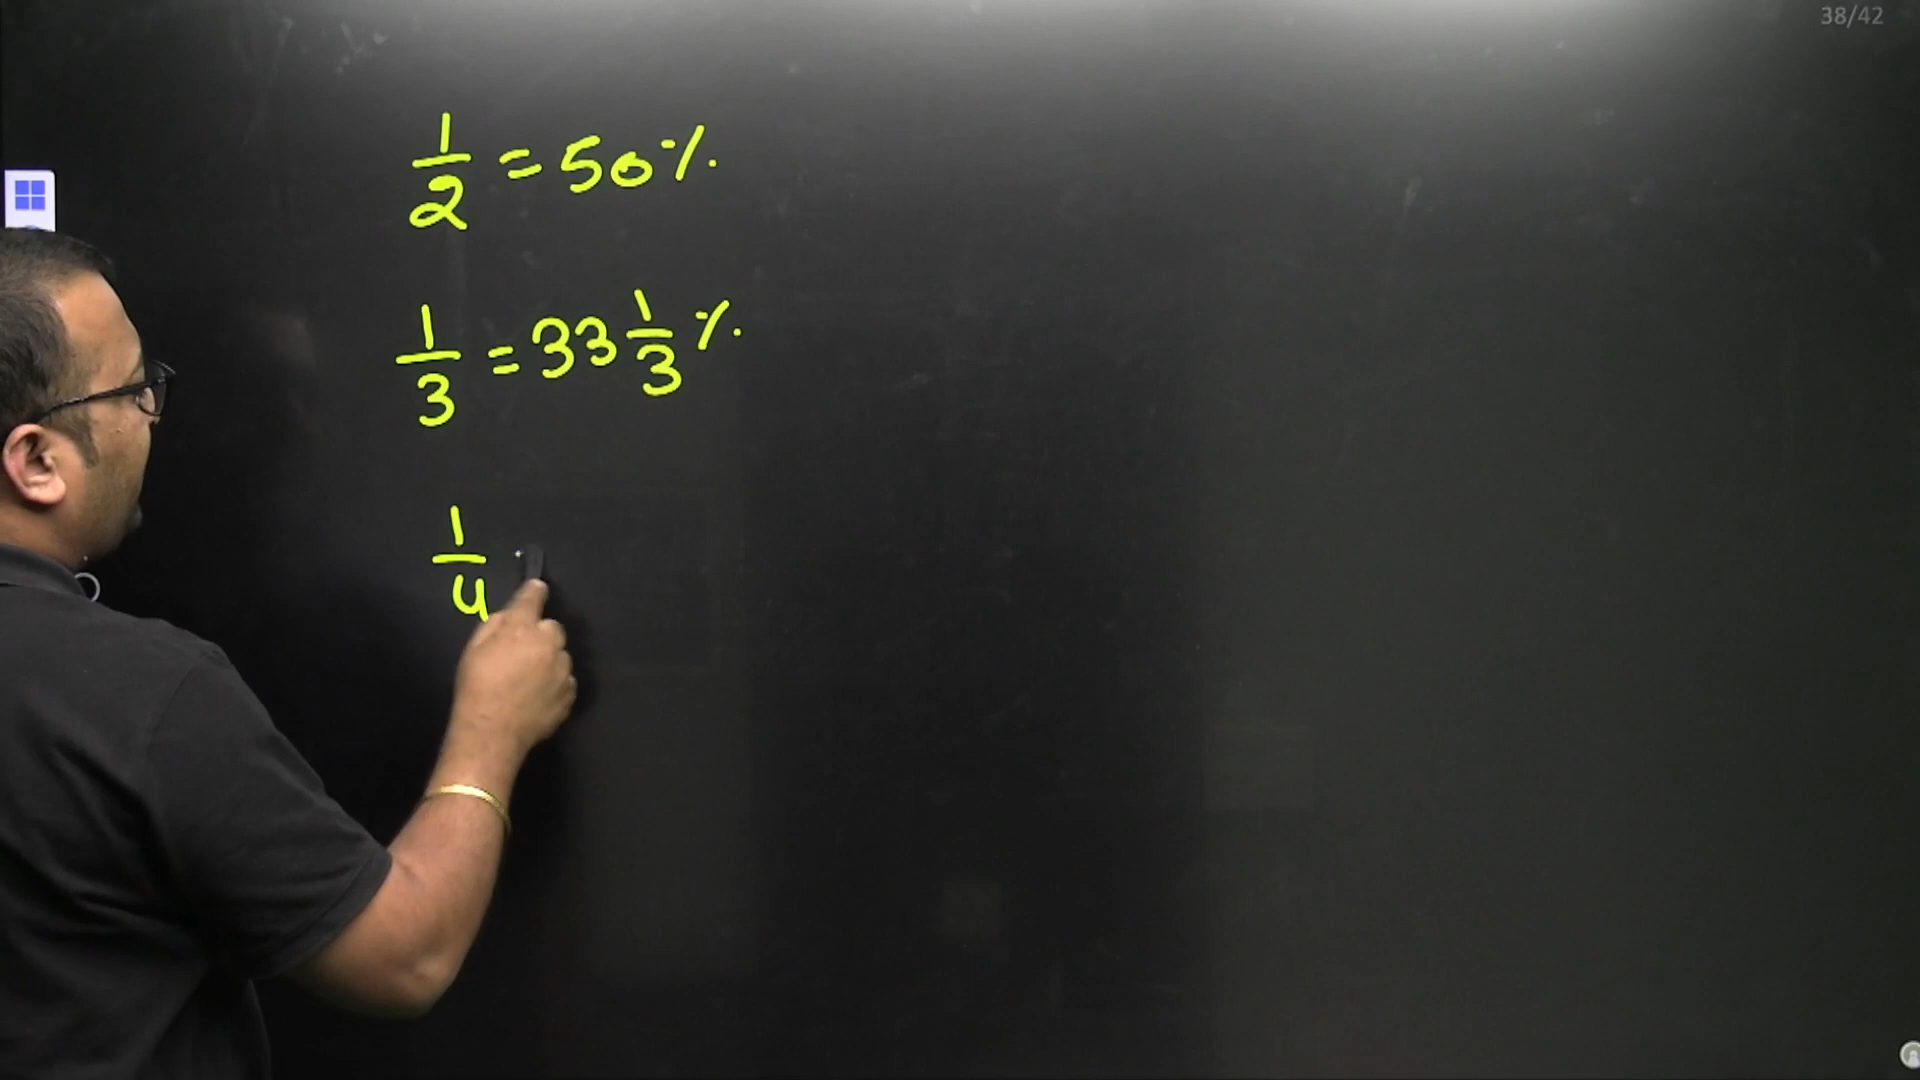 38/42
1/2 = 50%
1/3 = 33 1/3 %
1/4